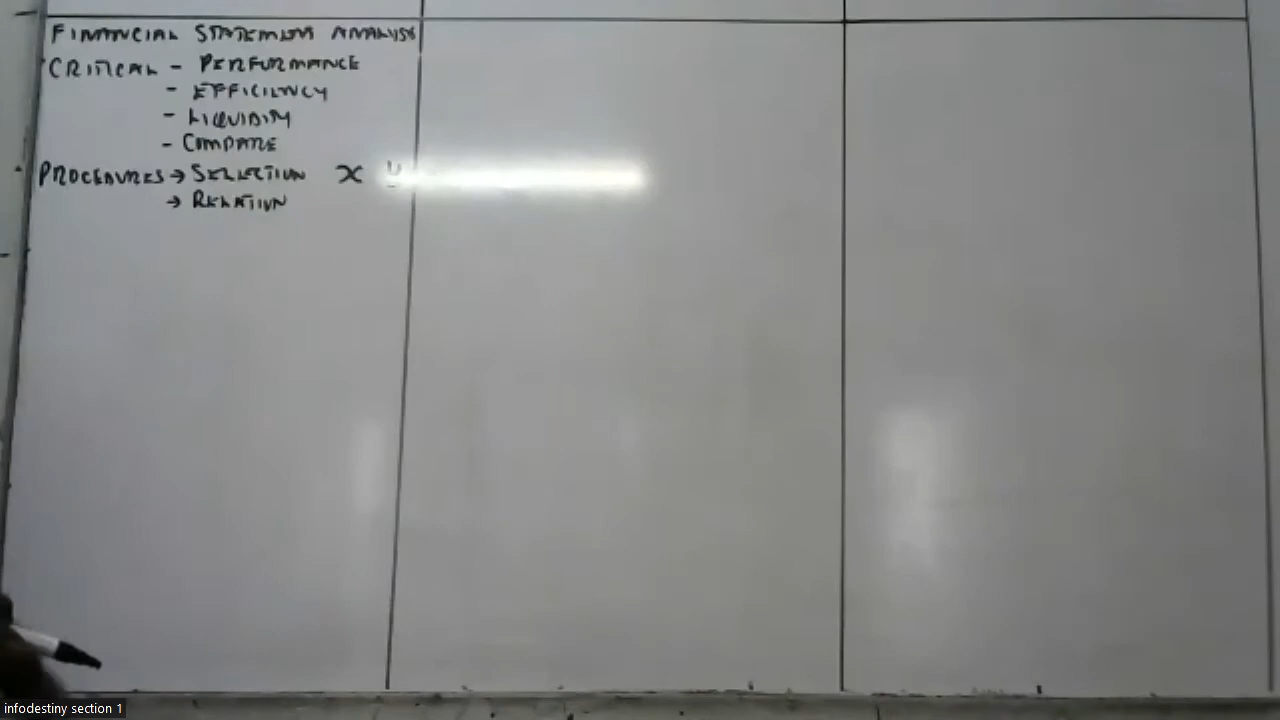 FINANCIAL STATEMENT ANALYSIS
CRITICAL - PERFORMANCE
- EFFICIENCY
- LIQUIDITY
- COMPARE
PROCEDURES → SELECTION X
→ RELATION
infodestiny section 1